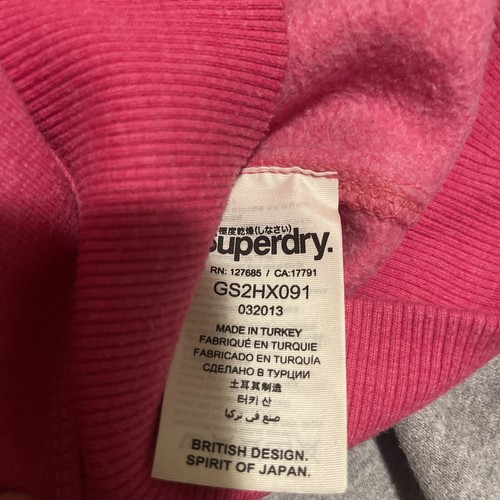 極度乾燥(しなさい)
Superdry.
RN: 127685 / CA:17791
GS2HX091
032013
MADE IN TURKEY
FABRIQUÉ EN TURQUIE
FABRICADO EN TURQUÍA
СДЕЛАНО В ТУРЦИИ
土耳其制造
터키 산
صنع في تركيا
BRITISH DESIGN.
SPIRIT OF JAPAN.